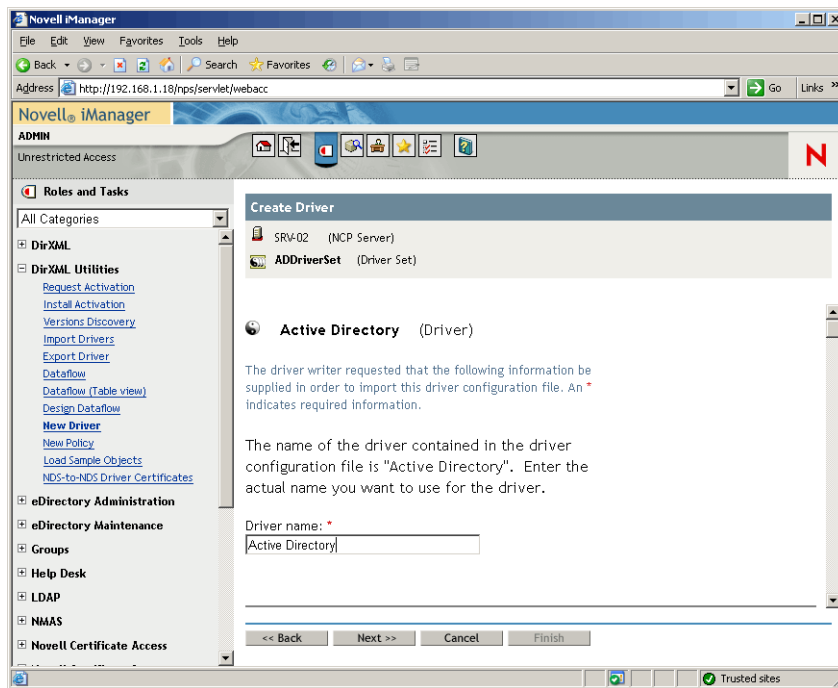 Novell iManager
File Edit View Favorites Tools Help
Back Search Favorites
Address http://192.168.1.18/nps/servlet/webacc Go Links »
Novell® iManager
ADMIN
Unrestricted Access
N
Roles and Tasks
All Categories
DirXML
DirXML Utilities
Request Activation
Install Activation
Versions Discovery
Import Drivers
Export Driver
Dataflow
Dataflow (Table view)
Design Dataflow
New Driver
New Policy
Load Sample Objects
NDS-to-NDS Driver Certificates
eDirectory Administration
eDirectory Maintenance
Groups
Help Desk
LDAP
NMAS
Novell Certificate Access
Create Driver
SRV-02 (NCP Server)
ADDriverSet (Driver Set)
Active Directory (Driver)
The driver writer requested that the following information be
supplied in order to import this driver configuration file. An *
indicates required information.
The name of the driver contained in the driver
configuration file is "Active Directory". Enter the
actual name you want to use for the driver.
Driver name: *
Active Directory
<< Back Next >> Cancel Finish
Trusted sites